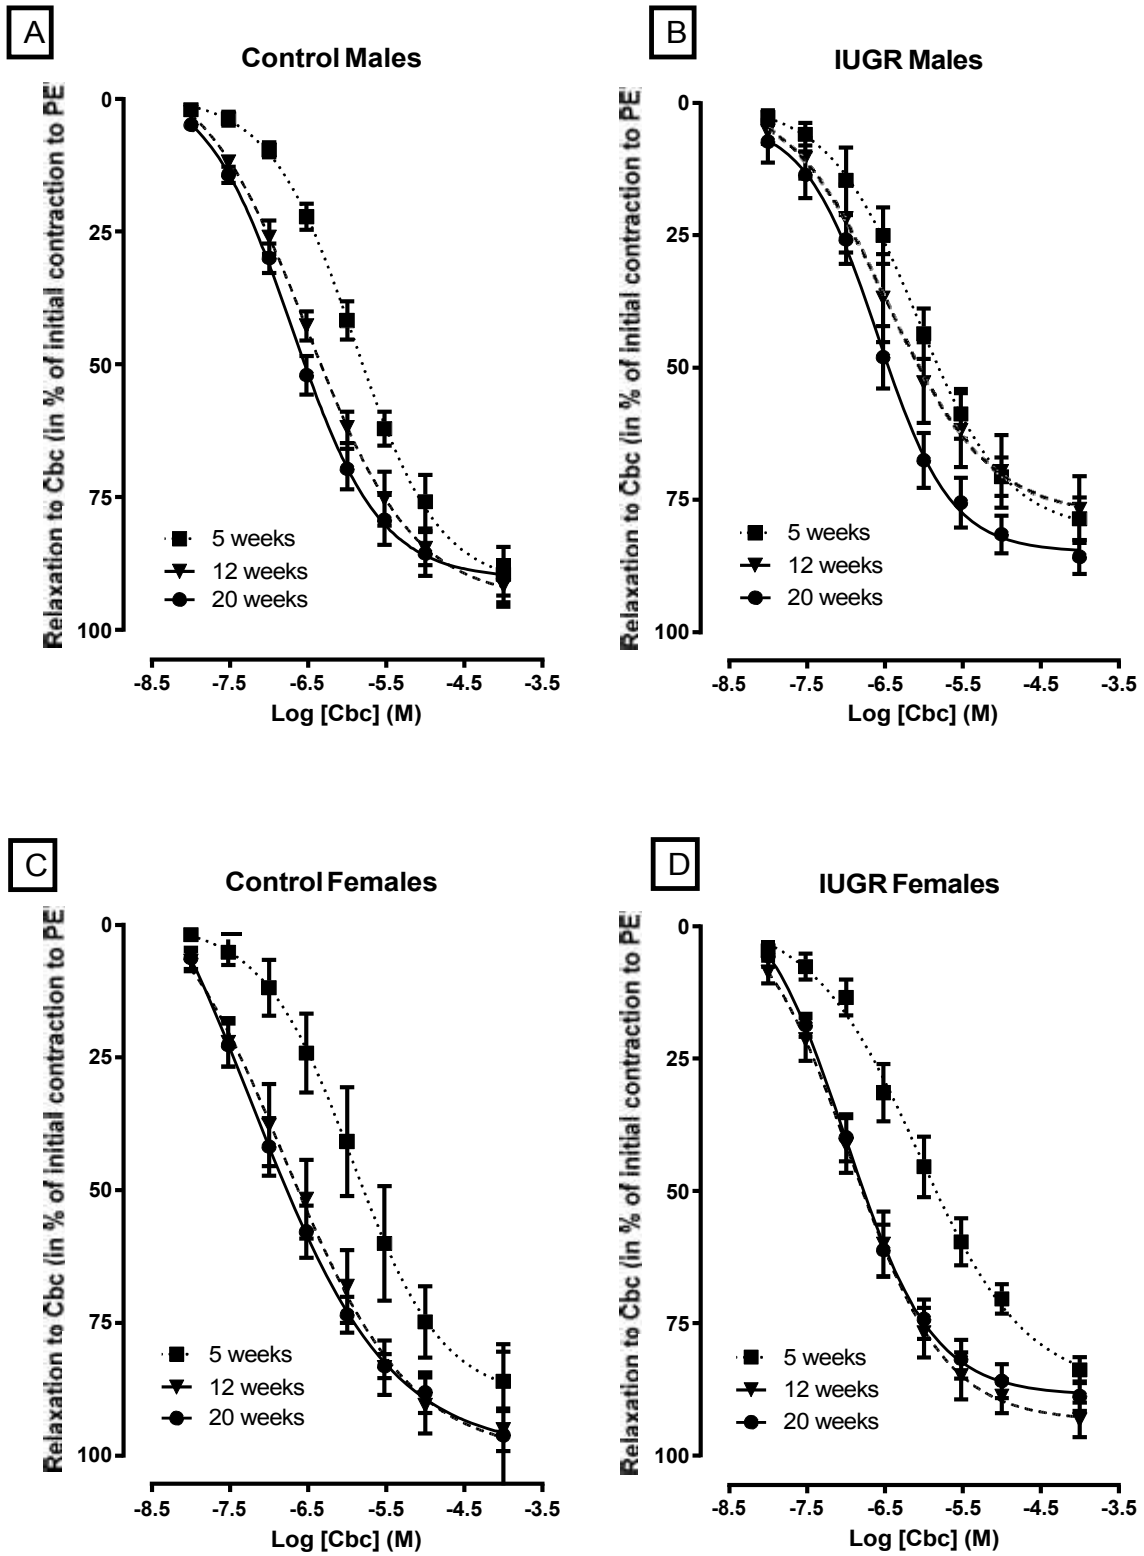 A
Control Males
Relaxation to Cbc (in % of initial contraction to PE
0
25
50
75
100
5 weeks
12 weeks
20 weeks
-8.5 -7.5 -6.5 -5.5 -4.5 -3.5
Log [Cbc] (M)
B
IUGR Males
Relaxation to Cbc (in % of initial contraction to PE
0
25
50
75
100
5 weeks
12 weeks
20 weeks
-8.5 -7.5 -6.5 -5.5 -4.5 -3.5
Log [Cbc] (M)
C
Control Females
Relaxation to Cbc (in % of initial contraction to PE
0
25
50
75
100
5 weeks
12 weeks
20 weeks
-8.5 -7.5 -6.5 -5.5 -4.5 -3.5
Log [Cbc] (M)
D
IUGR Females
Relaxation to Cbc (in % of initial contraction to PE
0
25
50
75
100
5 weeks
12 weeks
20 weeks
-8.5 -7.5 -6.5 -5.5 -4.5 -3.5
Log [Cbc] (M)